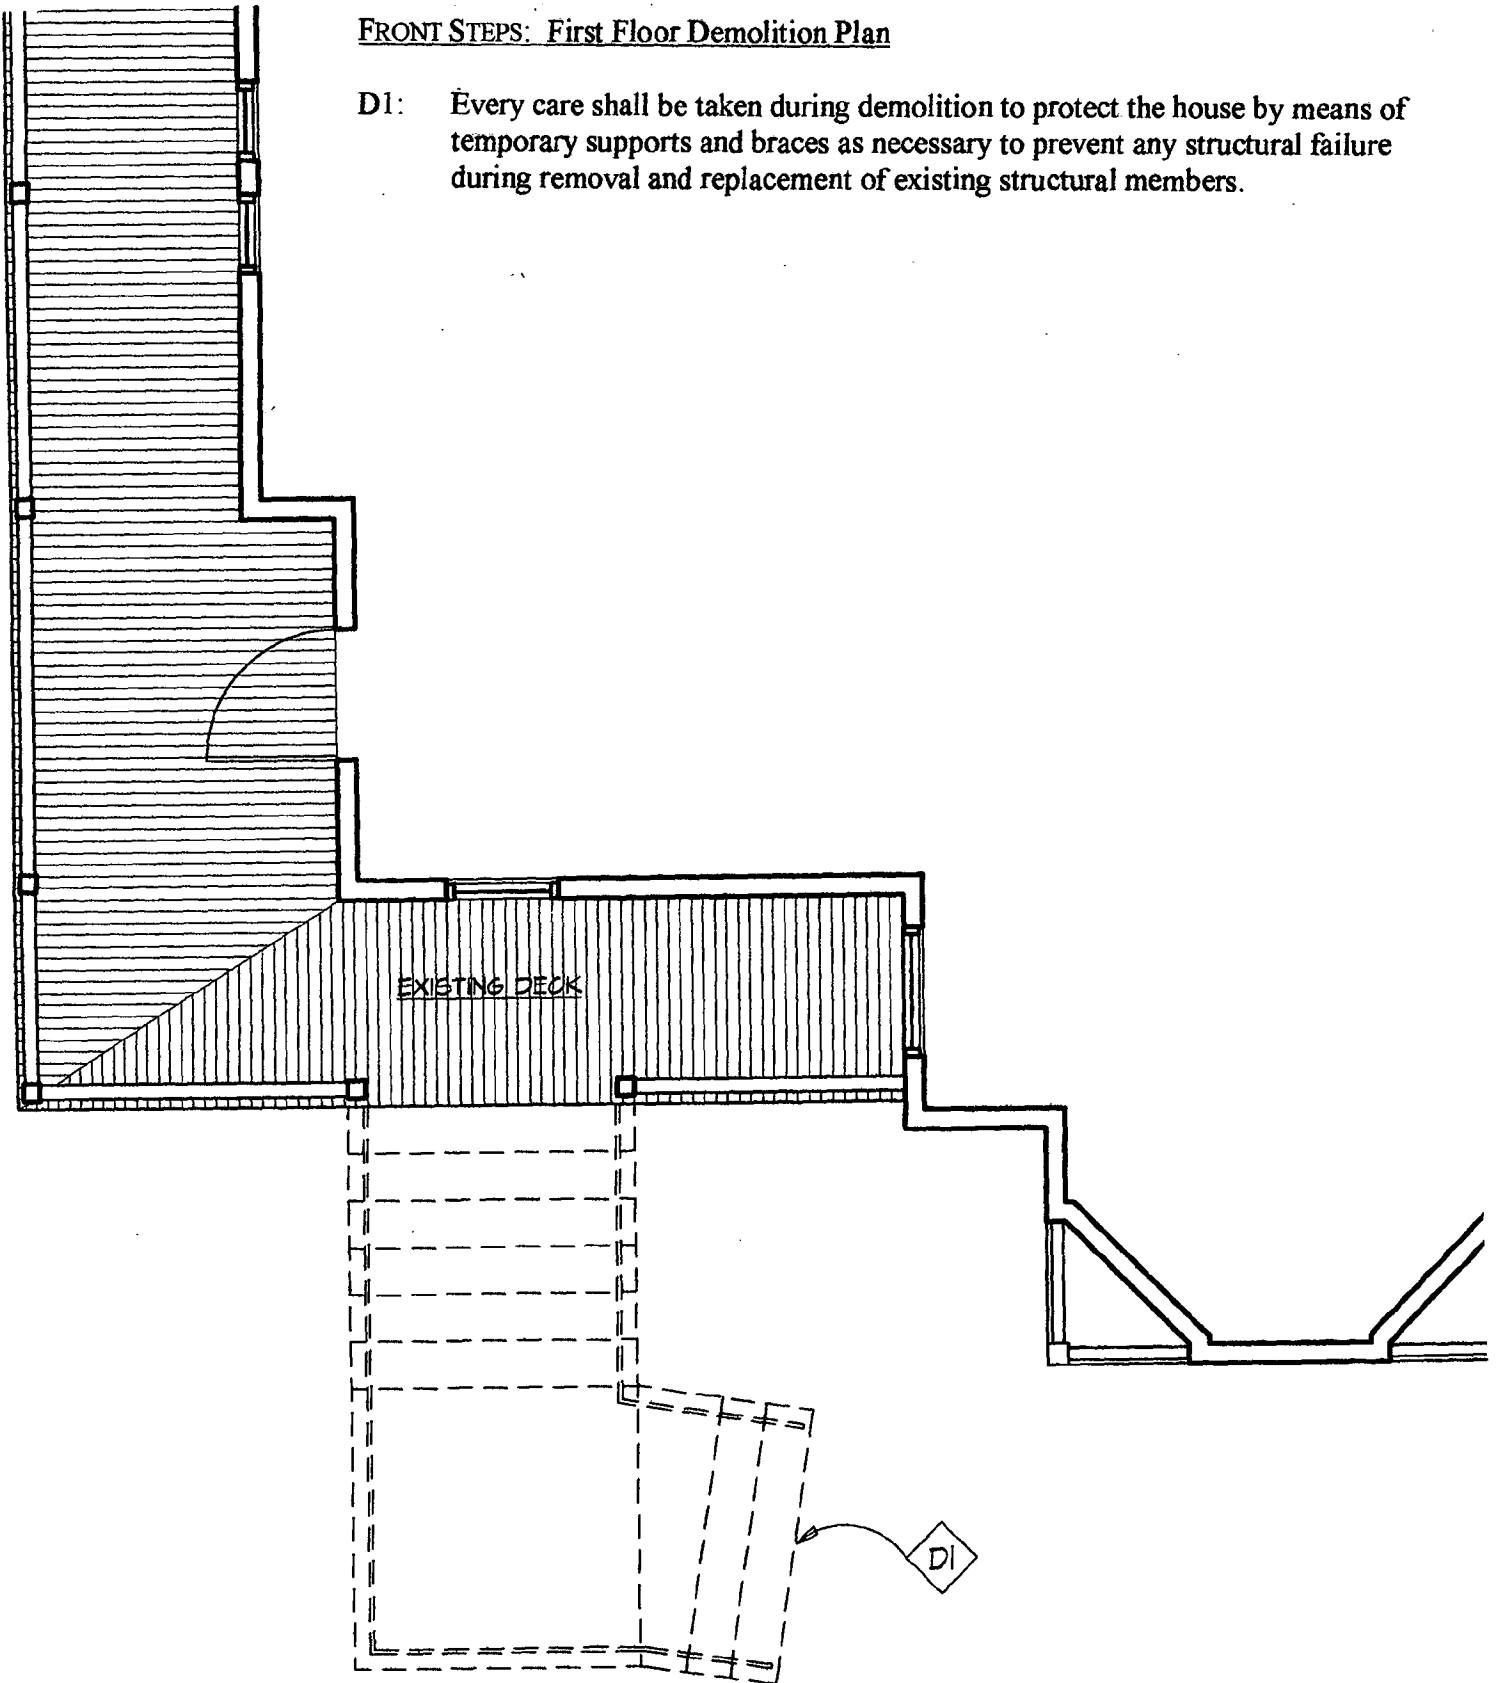 FRONT STEPS: First Floor Demolition Plan
D1: Every care shall be taken during demolition to protect the house by means of
temporary supports and braces as necessary to prevent any structural failure
during removal and replacement of existing structural members.
EXISTING DECK
D1